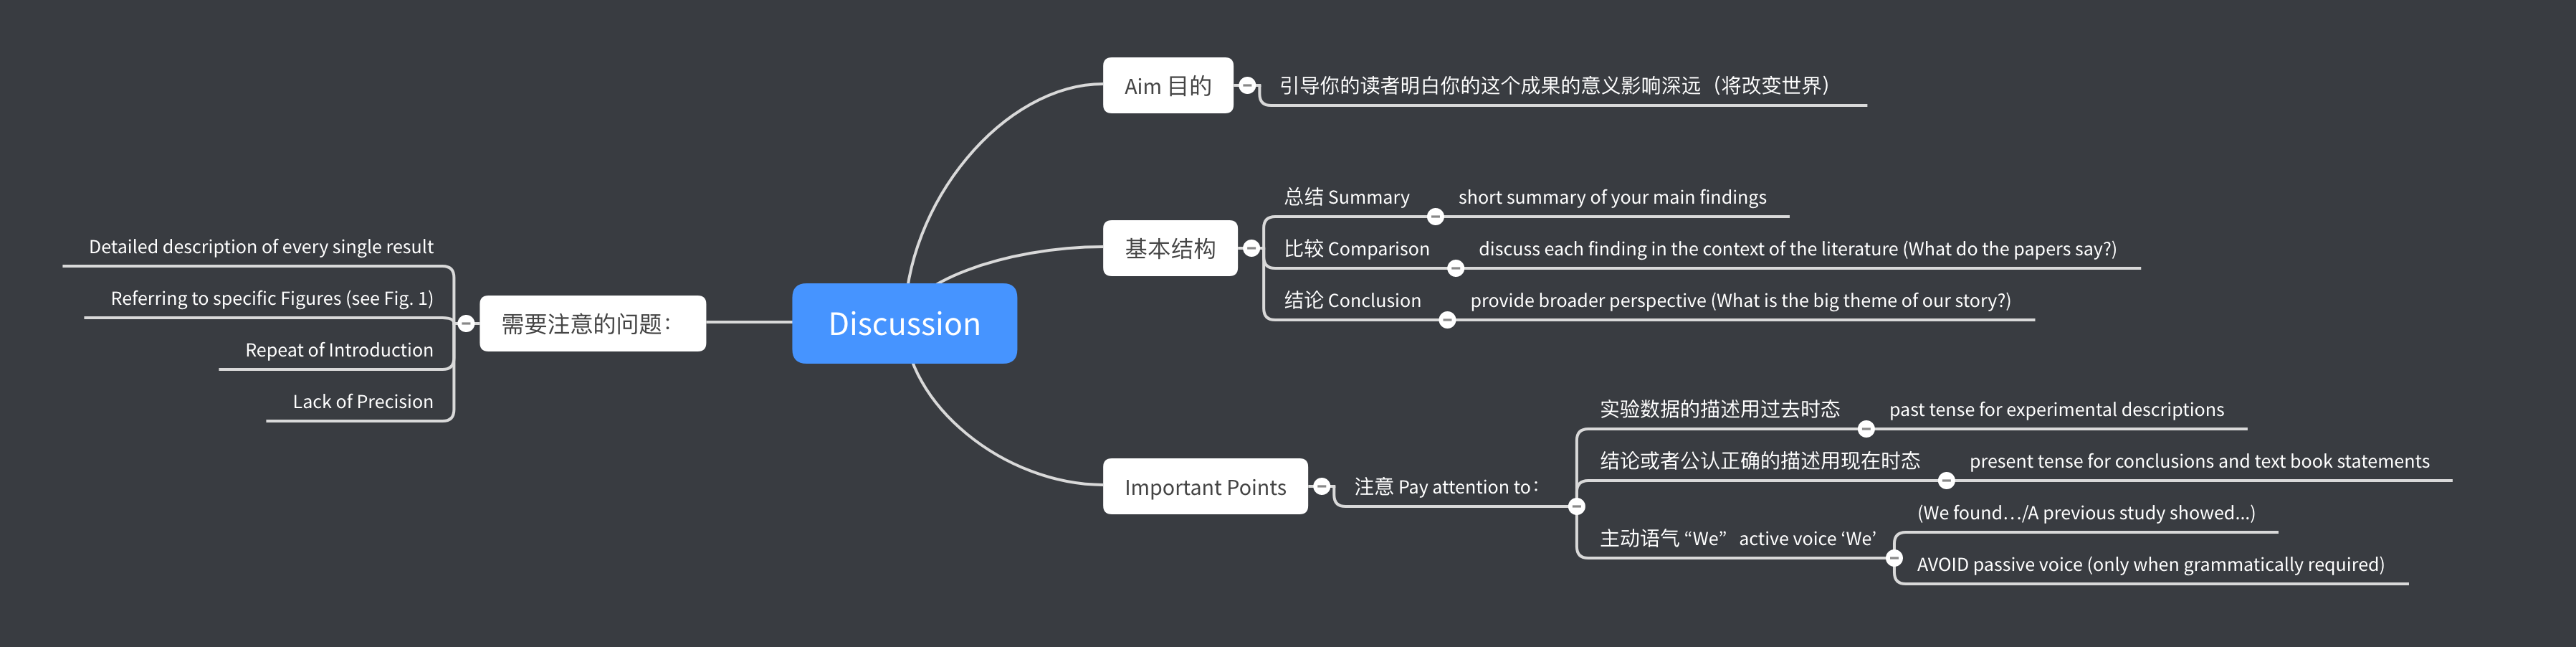 Discussion
Aim 目的
引导你的读者明白你的这个成果的意义影响深远（将改变世界）
基本结构
总结 Summary
short summary of your main findings
比较 Comparison
discuss each finding in the context of the literature (What do the papers say?)
结论 Conclusion
provide broader perspective (What is the big theme of our story?)
Important Points
注意 Pay attention to：
实验数据的描述用过去时态
past tense for experimental descriptions
结论或者公认正确的描述用现在时态
present tense for conclusions and text book statements
主动语气 “We” active voice ‘We’
(We found…/A previous study showed...)
AVOID passive voice (only when grammatically required)
需要注意的问题：
Detailed description of every single result
Referring to specific Figures (see Fig. 1)
Repeat of Introduction
Lack of Precision